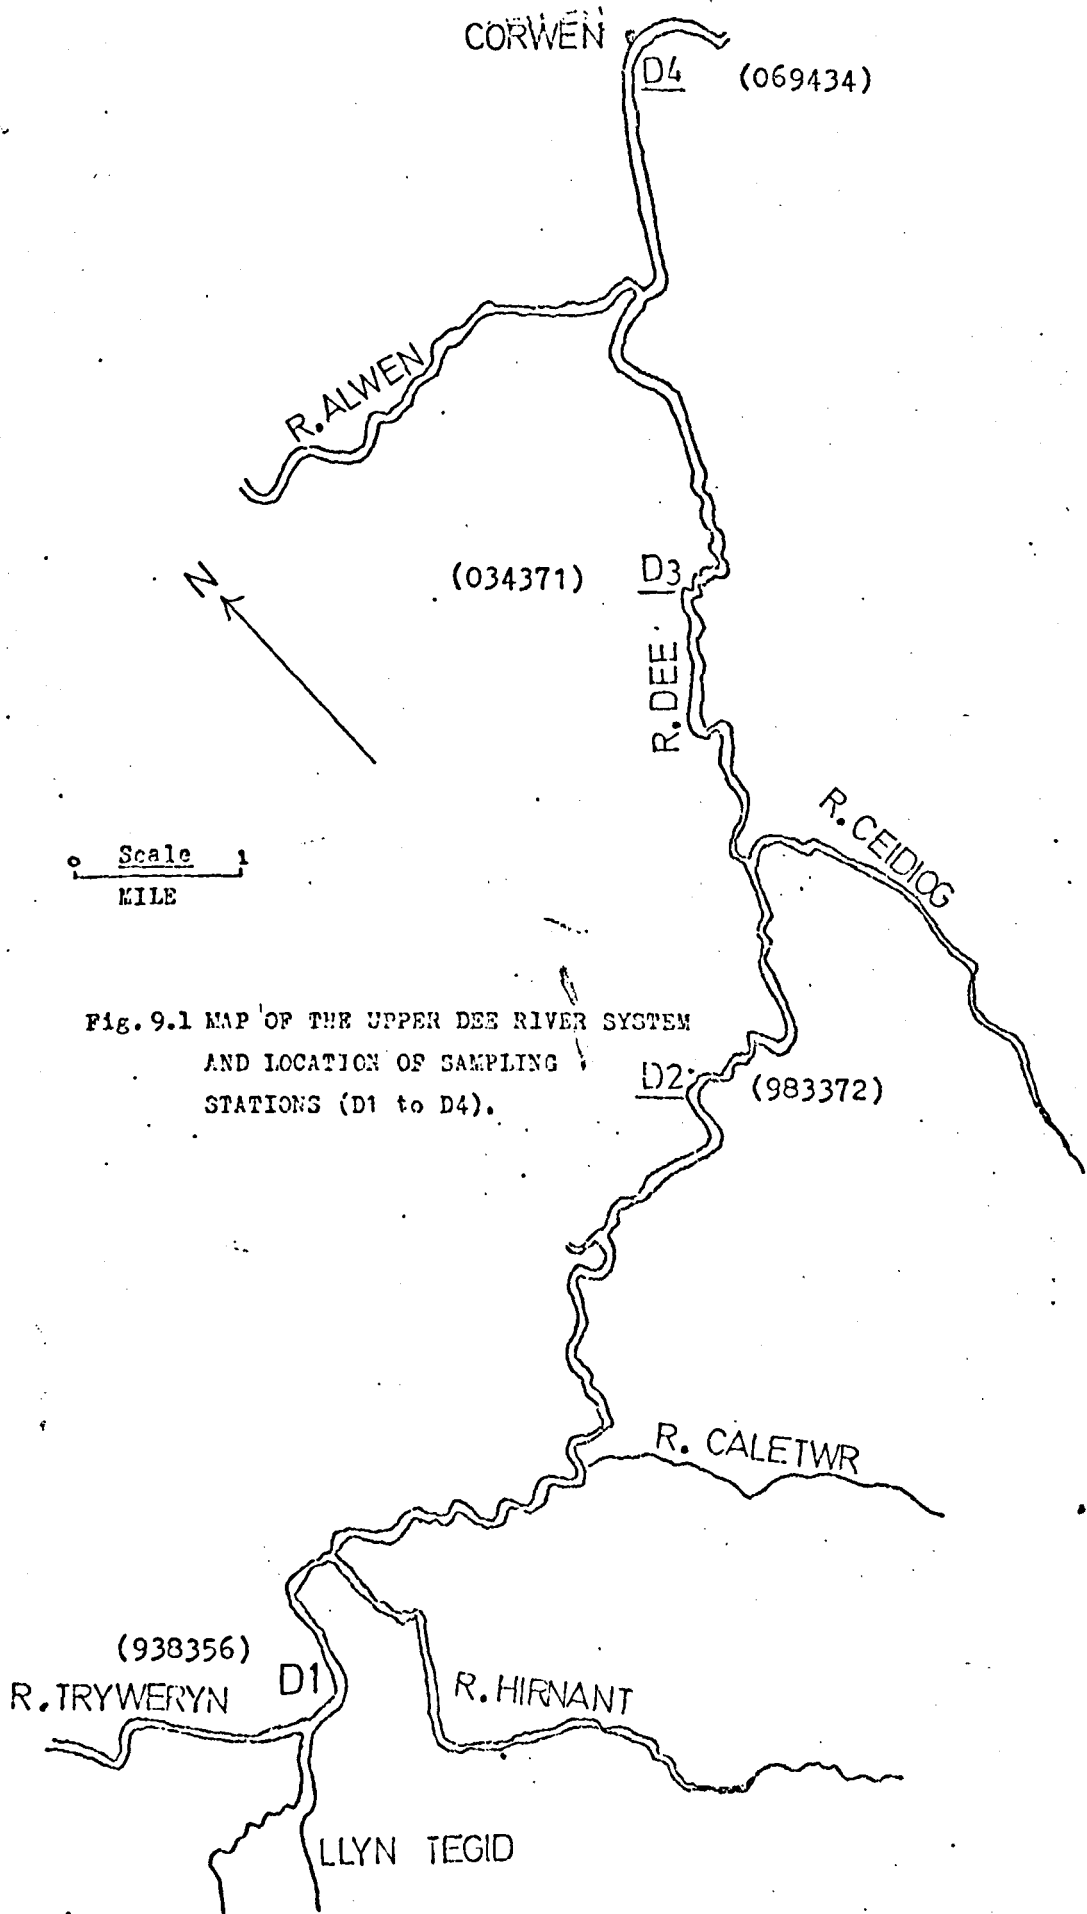 CORWEN
D4 (069434)
R. ALWEN
N
(034371) D3
R. DEE
R. CEIDIOG
0 Scale 1
MILE
Fig. 9.1 MAP OF THE UPPER DEE RIVER SYSTEM
AND LOCATION OF SAMPLING
STATIONS (D1 to D4).
D2 (983372)
R. CALETWR
(938356)
D1
R. TRYWERYN
R. HIRNANT
LLYN TEGID